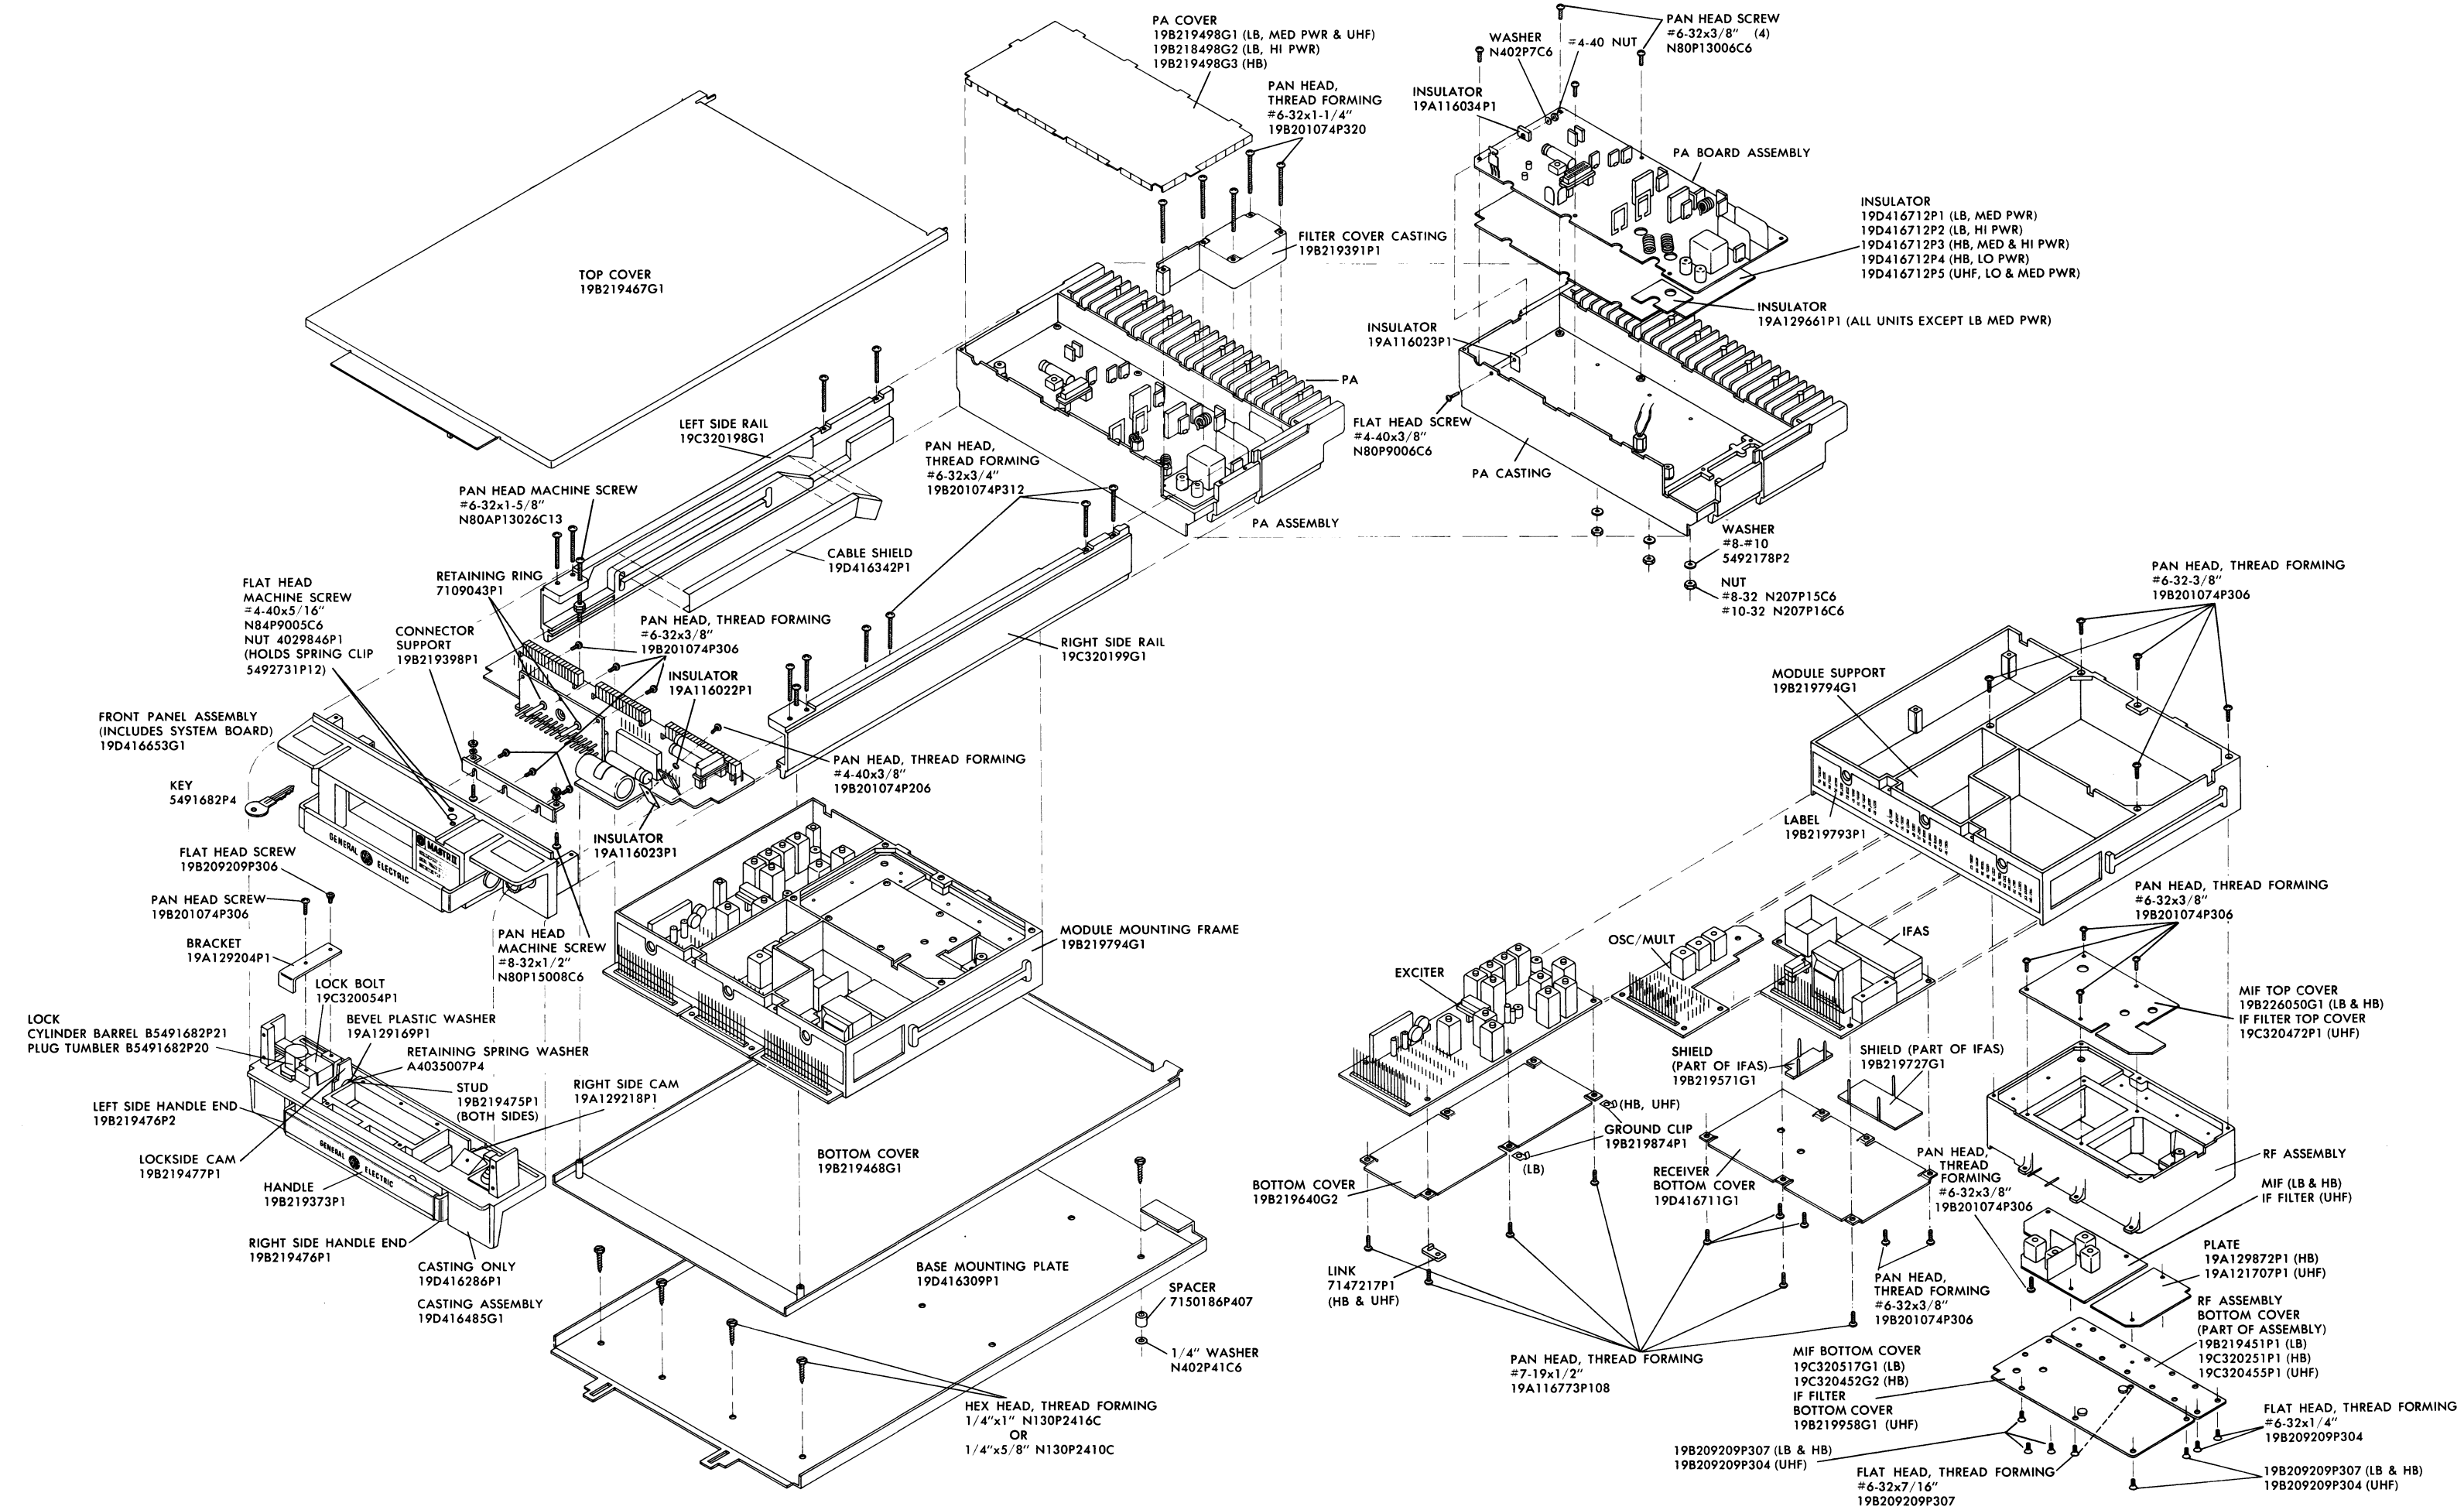 PA COVER
19B219498G1 (LB, MED PWR & UHF)
19B218498G2 (LB, HI PWR)
19B219498G3 (HB)
PAN HEAD,
THREAD FORMING
#6-32x1-1/4"
19B201074P320
WASHER
N402P7C6
#4-40 NUT
PAN HEAD SCREW
#6-32x3/8" (4)
N80P13006C6
INSULATOR
19A116034P1
PA BOARD ASSEMBLY
INSULATOR
19D416712P1 (LB, MED PWR)
19D416712P2 (LB, HI PWR)
19D416712P3 (HB, MED & HI PWR)
19D416712P4 (HB, LO PWR)
19D416712P5 (UHF, LO & MED PWR)
INSULATOR
19A129661P1 (ALL UNITS EXCEPT LB MED PWR)
FILTER COVER CASTING
19B219391P1
TOP COVER
19B219467G1
INSULATOR
19A116023P1
PA
FLAT HEAD SCREW
#4-40x3/8"
N80P9006C6
PA CASTING
LEFT SIDE RAIL
19C320198G1
PAN HEAD,
THREAD FORMING
#6-32x3/4"
19B201074P312
PA ASSEMBLY
WASHER
#8-#10
5492178P2
NUT
#8-32 N207P15C6
#10-32 N207P16C6
PAN HEAD MACHINE SCREW
#6-32x1-5/8"
N80AP13026C13
CABLE SHIELD
19D416342P1
RETAINING RING
7109043P1
FLAT HEAD
MACHINE SCREW
#4-40x5/16"
N84P9005C6
NUT 4029846P1
(HOLDS SPRING CLIP
5492731P12)
CONNECTOR
SUPPORT
19B219398P1
PAN HEAD, THREAD FORMING
#6-32x3/8"
19B201074P306
INSULATOR
19A116022P1
RIGHT SIDE RAIL
19C320199G1
PAN HEAD, THREAD FORMING
#6-32-3/8"
19B201074P306
MODULE SUPPORT
19B219794G1
FRONT PANEL ASSEMBLY
(INCLUDES SYSTEM BOARD)
19D416653G1
KEY
5491682P4
PAN HEAD, THREAD FORMING
#4-40x3/8"
19B201074P206
INSULATOR
19A116023P1
GENERAL ELECTRIC
MASTR II
LABEL
19B219793P1
FLAT HEAD SCREW
19B209209P306
PAN HEAD SCREW
19B201074P306
BRACKET
19A129204P1
PAN HEAD
MACHINE SCREW
#8-32x1/2"
N80P15008C6
MODULE MOUNTING FRAME
19B219794G1
PAN HEAD, THREAD FORMING
#6-32x3/8"
19B201074P306
OSC/MULT
IFAS
EXCITER
MIF TOP COVER
19B226050G1 (LB & HB)
IF FILTER TOP COVER
19C320472P1 (UHF)
LOCK BOLT
19C320054P1
LOCK
CYLINDER BARREL B5491682P21
PLUG TUMBLER B5491682P20
BEVEL PLASTIC WASHER
19A129169P1
RETAINING SPRING WASHER
A4035007P4
STUD
19B219475P1
(BOTH SIDES)
RIGHT SIDE CAM
19A129218P1
LEFT SIDE HANDLE END
19B219476P2
LOCKSIDE CAM
19B219477P1
GENERAL ELECTRIC
HANDLE
19B219373P1
RIGHT SIDE HANDLE END
19B219476P1
CASTING ONLY
19D416286P1
CASTING ASSEMBLY
19D416485G1
BOTTOM COVER
19B219468G1
BASE MOUNTING PLATE
19D416309P1
SPACER
7150186P407
1/4" WASHER
N402P41C6
HEX HEAD, THREAD FORMING
1/4"x1" N130P2416C
OR
1/4"x5/8" N130P2410C
SHIELD
(PART OF IFAS)
19B219571G1
SHIELD (PART OF IFAS)
19B219727G1
(HB, UHF)
GROUND CLIP
19B219874P1
(LB)
BOTTOM COVER
19B219640G2
RECEIVER
BOTTOM COVER
19D416711G1
LINK
7147217P1
(HB & UHF)
PAN HEAD, THREAD FORMING
#7-19x1/2"
19A116773P108
PAN HEAD,
THREAD
FORMING
#6-32x3/8"
19B201074P306
PAN HEAD,
THREAD FORMING
#6-32x3/8"
19B201074P306
RF ASSEMBLY
MIF (LB & HB)
IF FILTER (UHF)
PLATE
19A129872P1 (HB)
19A121707P1 (UHF)
RF ASSEMBLY
BOTTOM COVER
(PART OF ASSEMBLY)
19B219451P1 (LB)
19C320251P1 (HB)
19C320455P1 (UHF)
MIF BOTTOM COVER
19C320517G1 (LB)
19C320452G2 (HB)
IF FILTER
BOTTOM COVER
19B219958G1 (UHF)
FLAT HEAD, THREAD FORMING
#6-32x1/4"
19B209209P304
19B209209P307 (LB & HB)
19B209209P304 (UHF)
FLAT HEAD, THREAD FORMING
#6-32x7/16"
19B209209P307
19B209209P307 (LB & HB)
19B209209P304 (UHF)